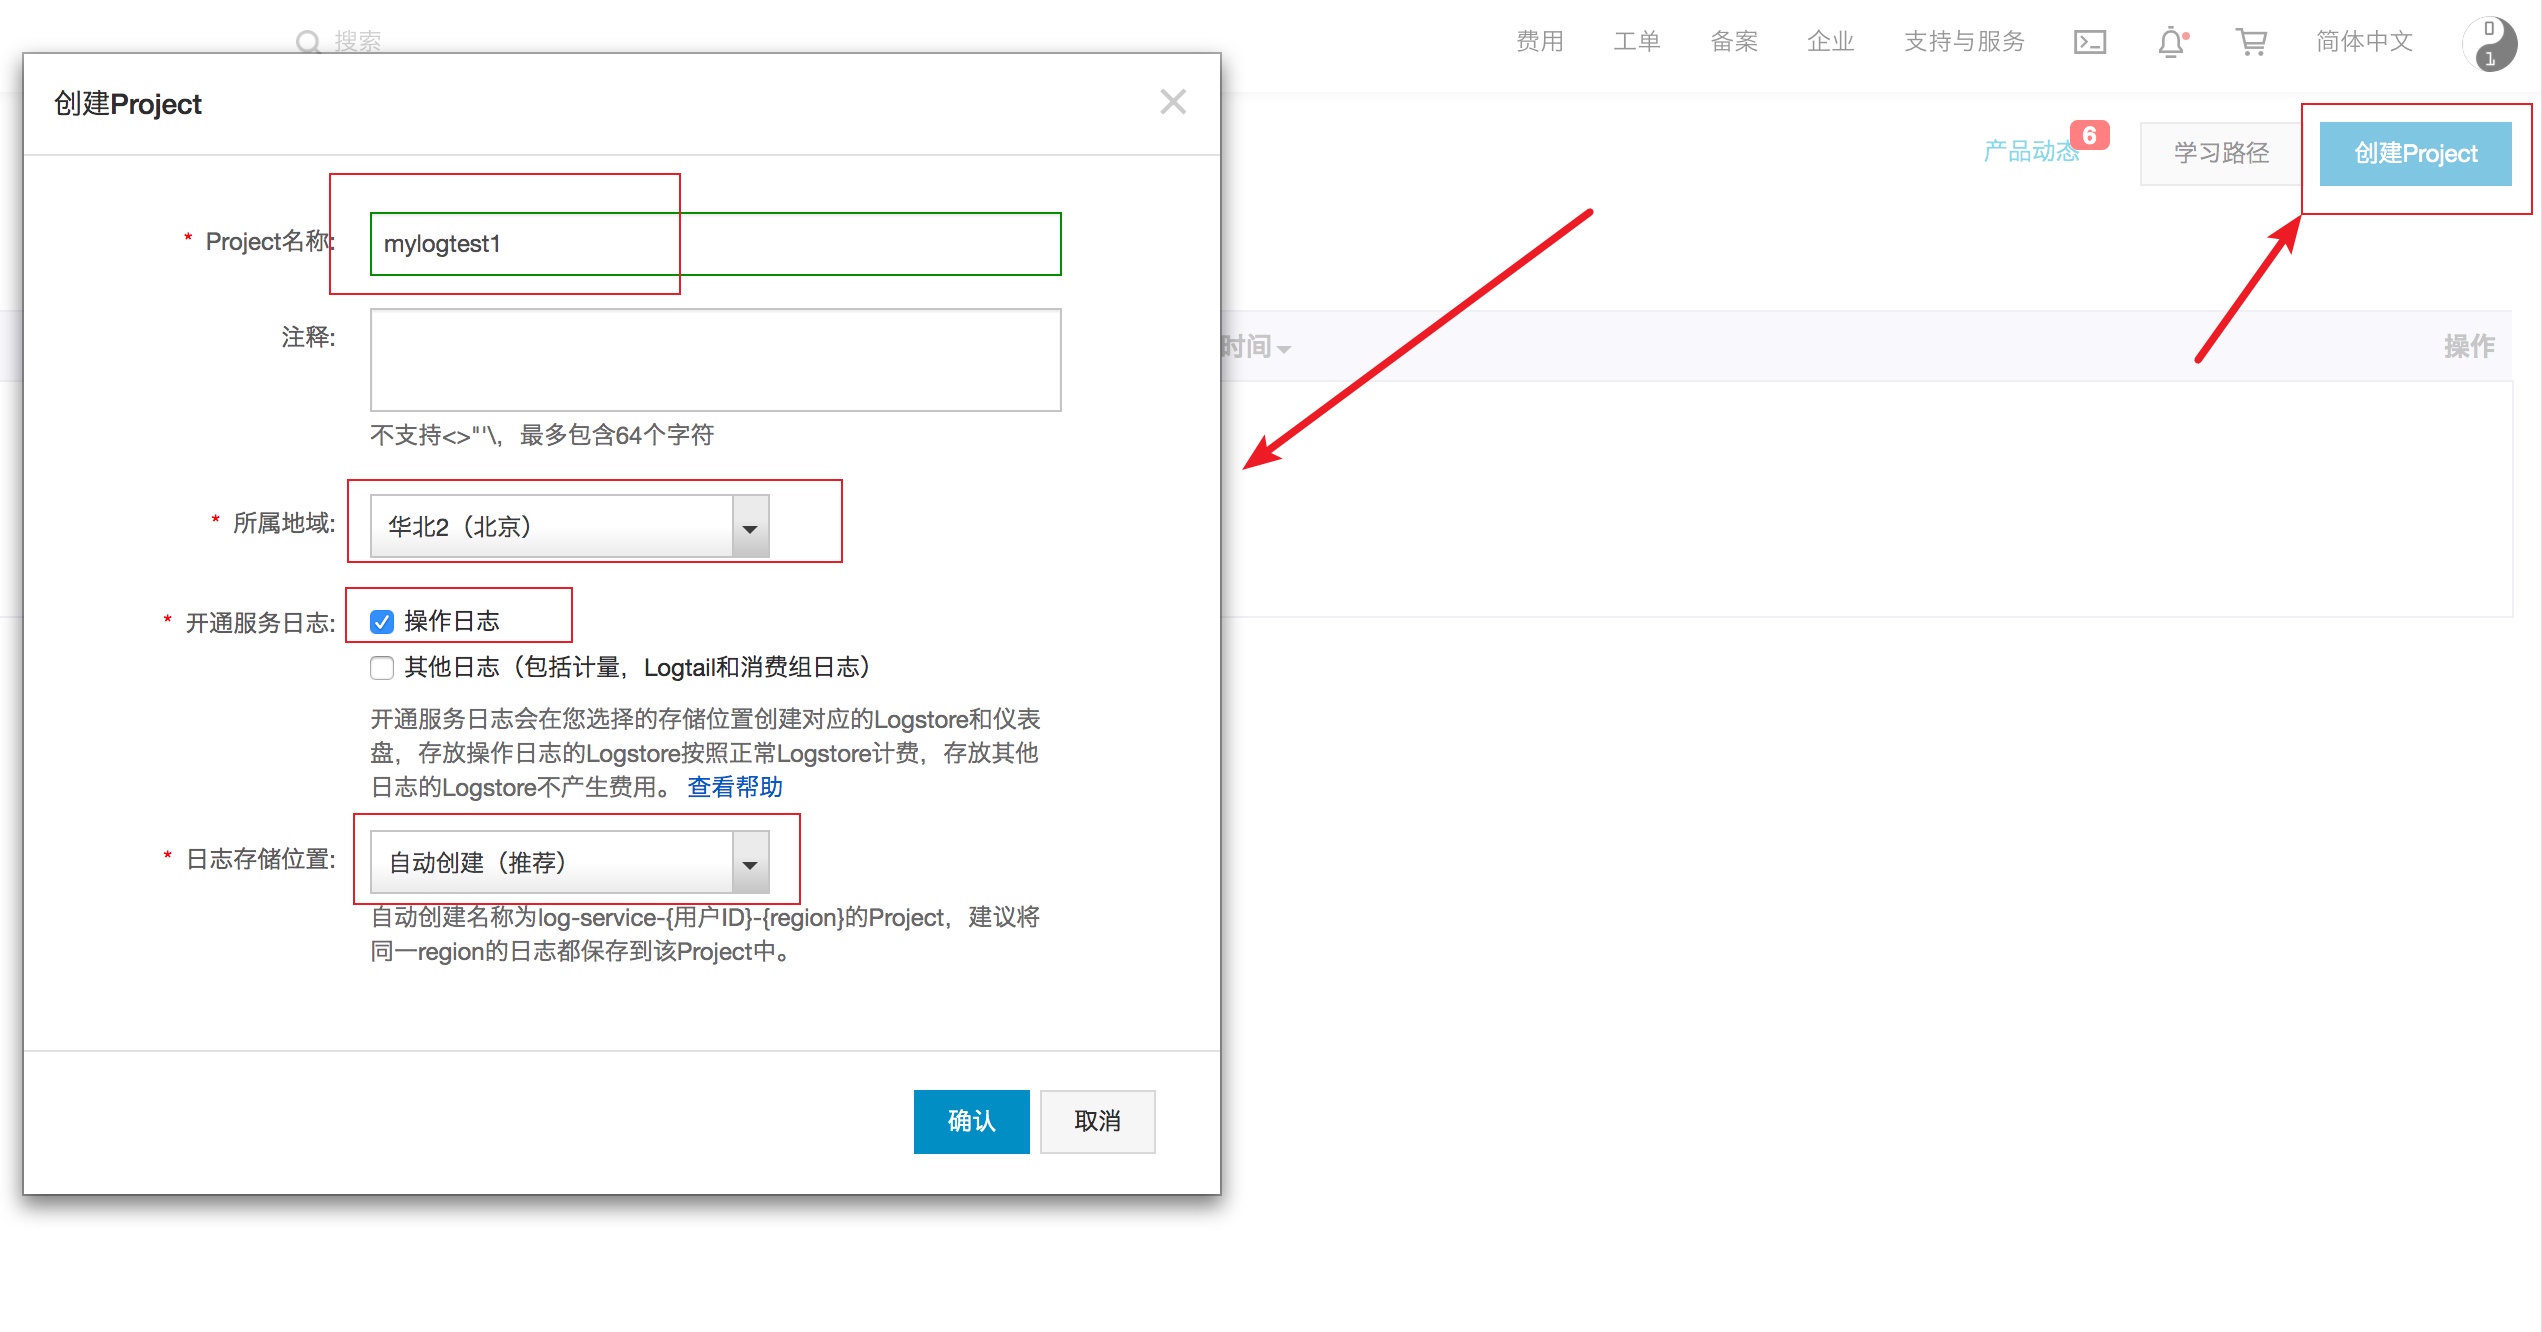 搜索
费用 工单 备案 企业 支持与服务 简体中文
0
1
产品动态 6 学习路径 创建Project
时间 操作
创建Project
* Project名称: mylogtest1
注释:
不支持<>"'\，最多包含64个字符
* 所属地域: 华北2（北京）
* 开通服务日志: 操作日志
其他日志（包括计量，Logtail和消费组日志）
开通服务日志会在您选择的存储位置创建对应的Logstore和仪表
盘，存放操作日志的Logstore按照正常Logstore计费，存放其他
日志的Logstore不产生费用。 查看帮助
* 日志存储位置: 自动创建（推荐）
自动创建名称为log-service-{用户ID}-{region}的Project，建议将
同一region的日志都保存到该Project中。
确认 取消